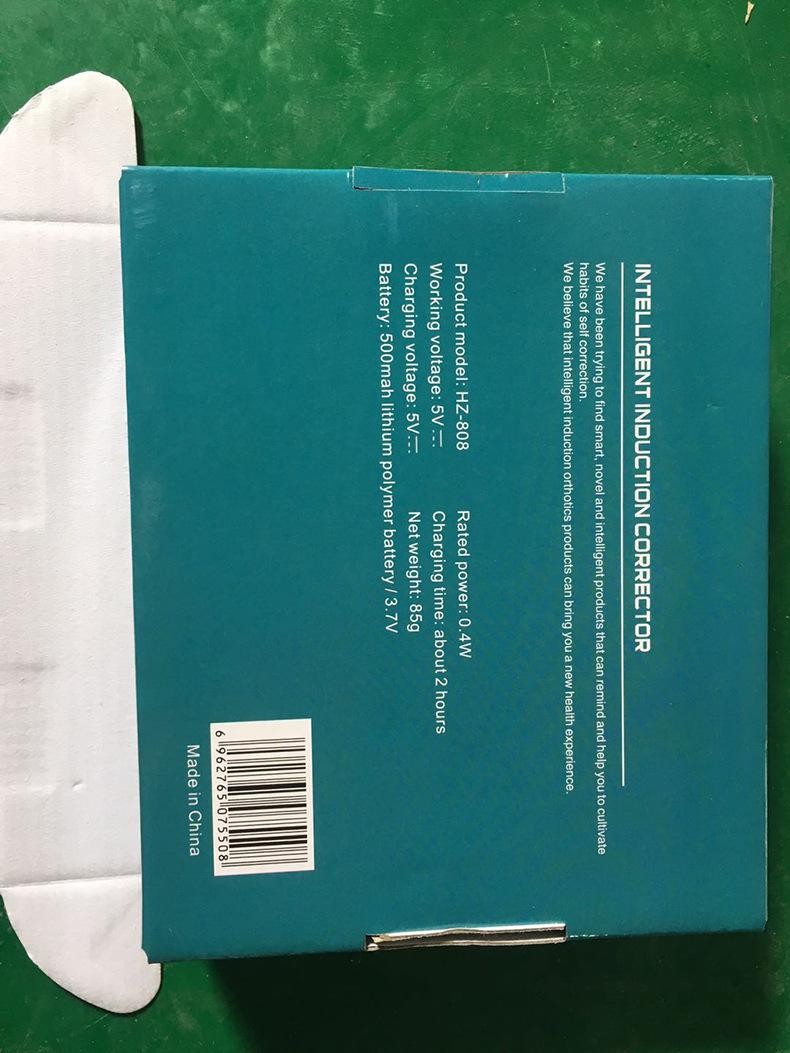 INTELLIGENT INDUCTION CORRECTOR
We have been trying to find smart, novel and intelligent products that can remind and help you to cultivate
habits of self correction.
We believe that intelligent induction orthotics products can bring you a new health experience.
Product model: HZ-808 Rated power: 0.4W
Working voltage: 5V⎓ Charging time: about 2 hours
Charging voltage: 5V⎓ Net weight: 85g
Battery: 500mah lithium polymer battery / 3.7V
6 962765 075508
Made in China